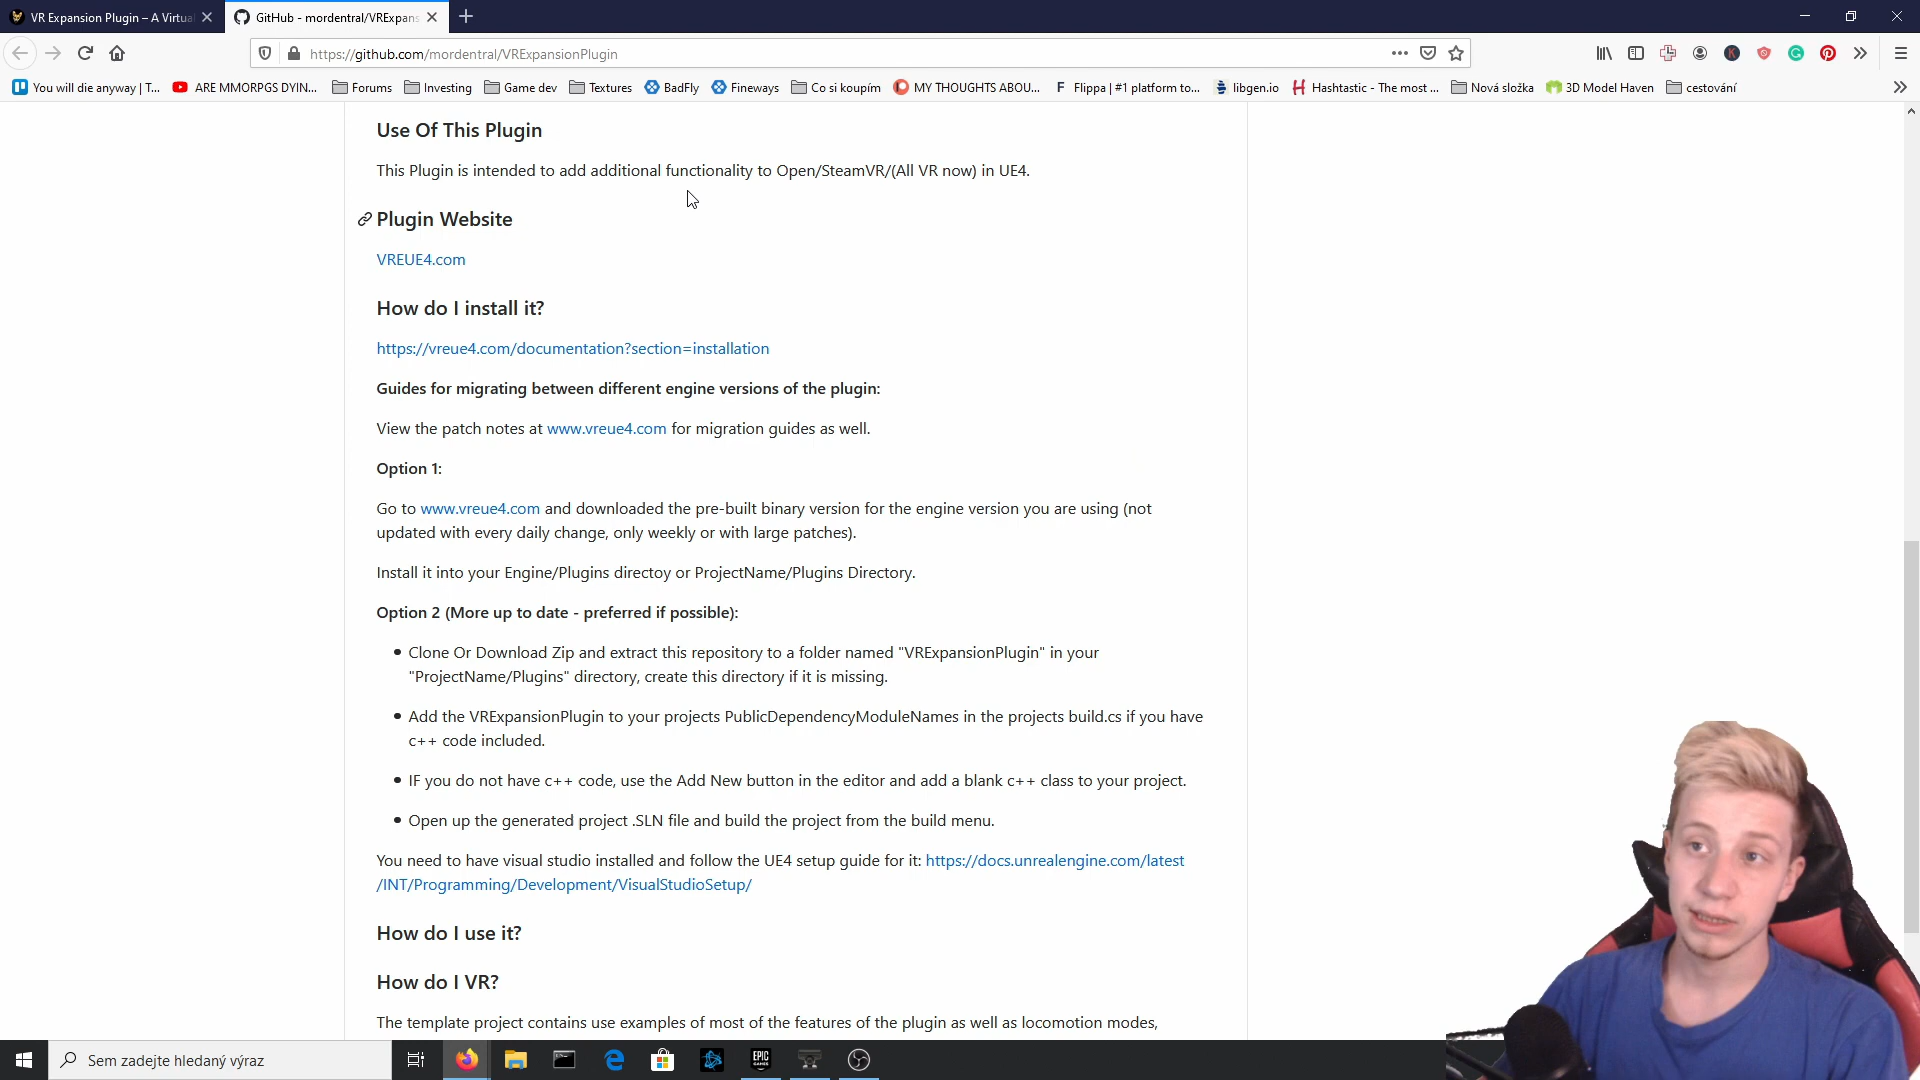 VR Expansion Plugin – A Virtua
GitHub - mordentral/VRExpans
https://github.com/mordentral/VRExpansionPlugin
You will die anyway | T...
ARE MMORPGS DYIN...
Forums
Investing
Game dev
Textures
BadFly
Fineways
Co si koupím
MY THOUGHTS ABOU...
Flippa | #1 platform to...
libgen.io
Hashtastic - The most ...
Nová složka
3D Model Haven
cestování
Use Of This Plugin
This Plugin is intended to add additional functionality to Open/SteamVR/(All VR now) in UE4.
Plugin Website
VREUE4.com
How do I install it?
https://vreue4.com/documentation?section=installation
Guides for migrating between different engine versions of the plugin:
View the patch notes at www.vreue4.com for migration guides as well.
Option 1:
Go to www.vreue4.com and downloaded the pre-built binary version for the engine version you are using (not
updated with every daily change, only weekly or with large patches).
Install it into your Engine/Plugins directoy or ProjectName/Plugins Directory.
Option 2 (More up to date - preferred if possible):
• Clone Or Download Zip and extract this repository to a folder named "VRExpansionPlugin" in your
"ProjectName/Plugins" directory, create this directory if it is missing.
• Add the VRExpansionPlugin to your projects PublicDependencyModuleNames in the projects build.cs if you have
c++ code included.
• IF you do not have c++ code, use the Add New button in the editor and add a blank c++ class to your project.
• Open up the generated project .SLN file and build the project from the build menu.
You need to have visual studio installed and follow the UE4 setup guide for it: https://docs.unrealengine.com/latest
/INT/Programming/Development/VisualStudioSetup/
How do I use it?
How do I VR?
The template project contains use examples of most of the features of the plugin as well as locomotion modes,
Sem zadejte hledaný výraz
EPIC
GAMES